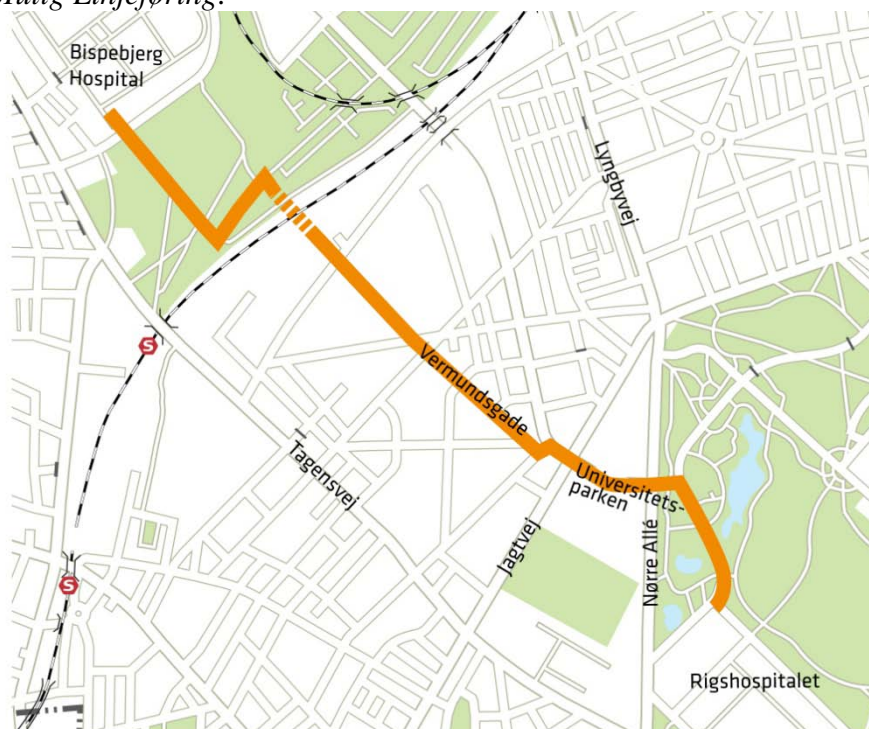 Mulig Linjeføring:
Bispebjerg
Hospital
Lyngbyvej
Vermundsgade
Tagensvej
Universitets-
parken
Jagtvej
Nørre Allé
Rigshospitalet
S
S